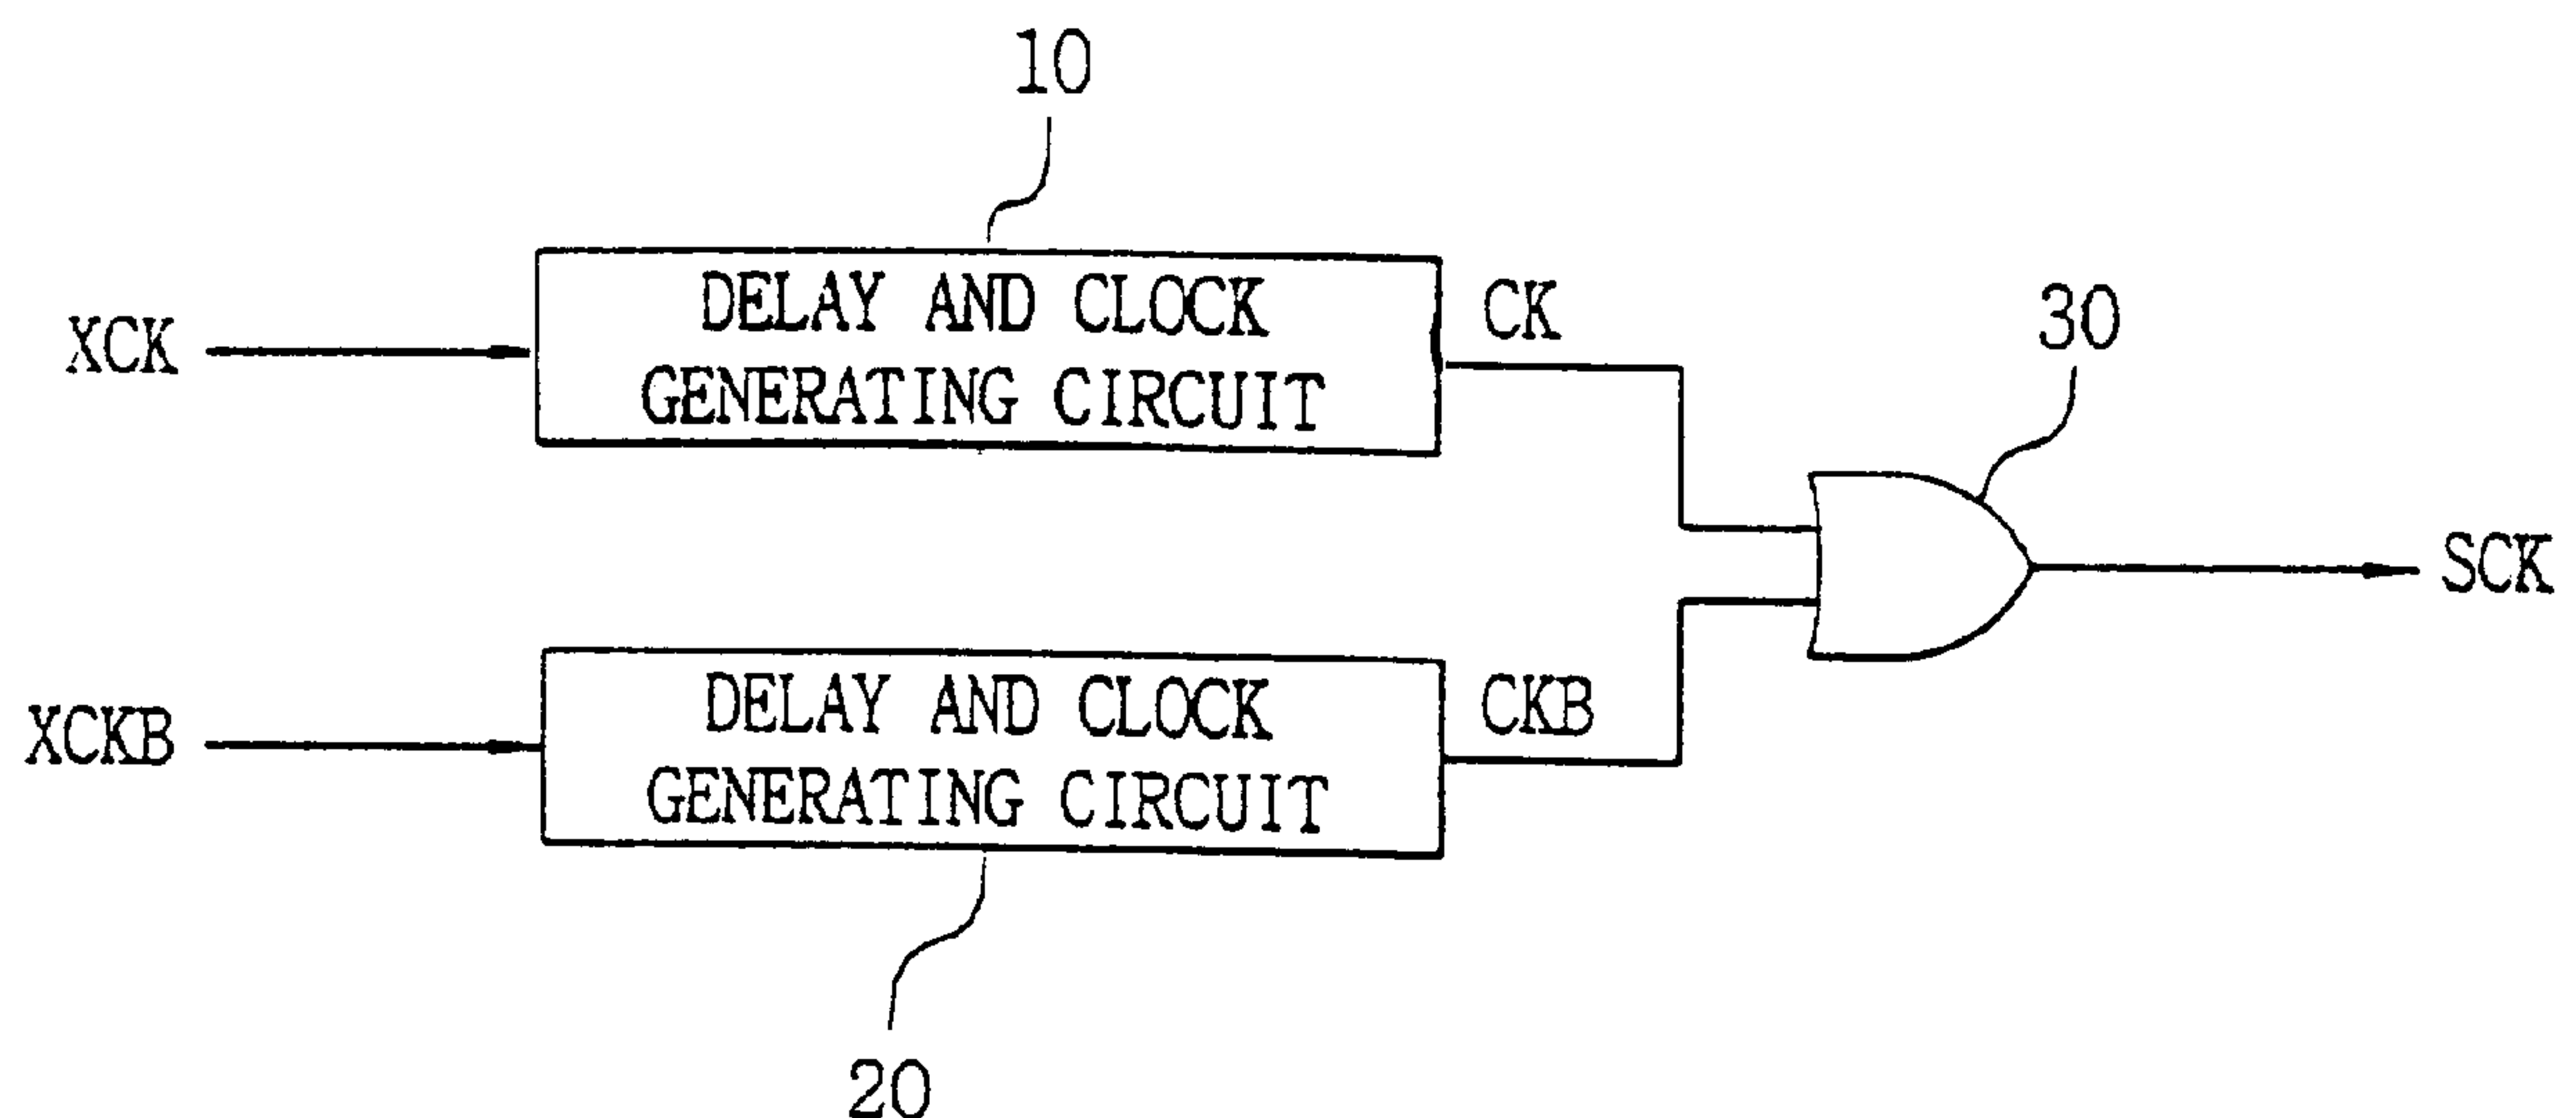 10
DELAY AND CLOCK
GENERATING CIRCUIT
XCK
CK
30
SCK
DELAY AND CLOCK
GENERATING CIRCUIT
XCKB
CKB
20